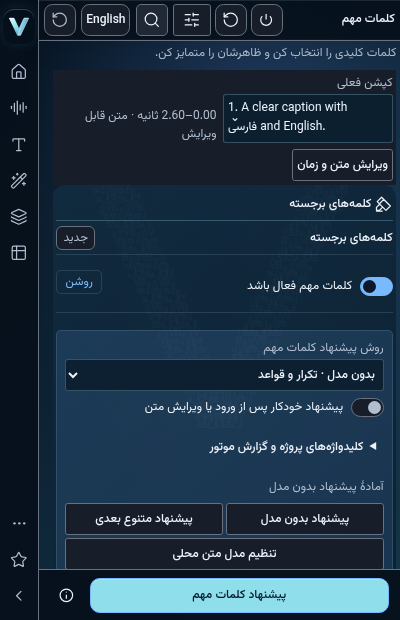 کلمات مهم
English
کلمات کلیدی را انتخاب کن و ظاهرشان را متمایز کن.
کپشن فعلی
1. A clear caption with
فارسی and English.
0.00–2.60 ثانیه · متن قابل
ویرایش
ویرایش متن و زمان
کلمه‌های برجسته
کلمه‌های برجسته
جدید
کلمات مهم فعال باشد
روشن
روش پیشنهاد کلمات مهم
بدون مدل · تکرار و قواعد
پیشنهاد خودکار پس از ورود یا ویرایش متن
کلیدواژه‌های پروژه و گزارش موتور
آمادهٔ پیشنهاد بدون مدل
پیشنهاد بدون مدل
پیشنهاد متنوع بعدی
تنظیم مدل متن محلی
پیشنهاد کلمات مهم